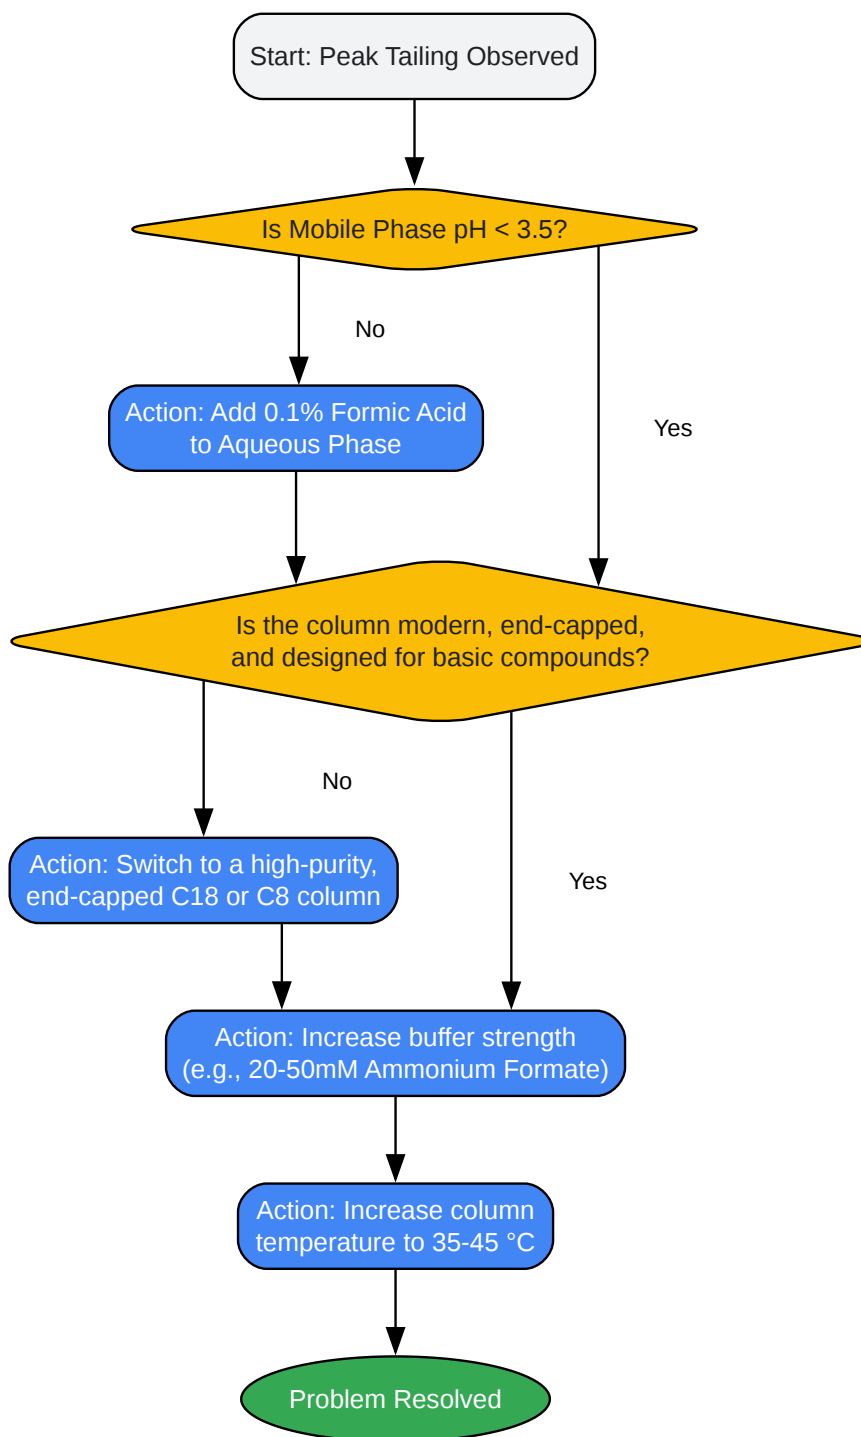 Start: Peak Tailing Observed
Is Mobile Phase pH < 3.5?
No
Action: Add 0.1% Formic Acid
to Aqueous Phase
Yes
Is the column modern, end-capped,
and designed for basic compounds?
No
Action: Switch to a high-purity,
end-capped C18 or C8 column
Yes
Action: Increase buffer strength
(e.g., 20-50mM Ammonium Formate)
Action: Increase column
temperature to 35-45 °C
Problem Resolved